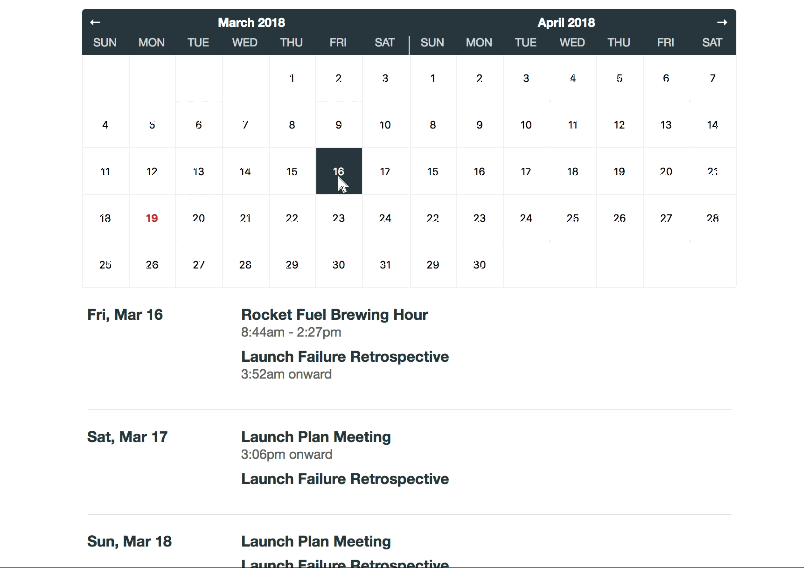 ← March 2018 April 2018 →
SUN MON TUE WED THU FRI SAT SUN MON TUE WED THU FRI SAT
1 2 3 1 2 3 4 5 6 7
4 5 6 7 8 9 10 8 9 10 11 12 13 14
11 12 13 14 15 16 17 15 16 17 18 19 20 21
18 19 20 21 22 23 24 22 23 24 25 26 27 28
25 26 27 28 29 30 31 29 30
Fri, Mar 16 Rocket Fuel Brewing Hour
8:44am - 2:27pm
Launch Failure Retrospective
3:52am onward
Sat, Mar 17 Launch Plan Meeting
3:06pm onward
Launch Failure Retrospective
Sun, Mar 18 Launch Plan Meeting
Launch Failure Retrospective